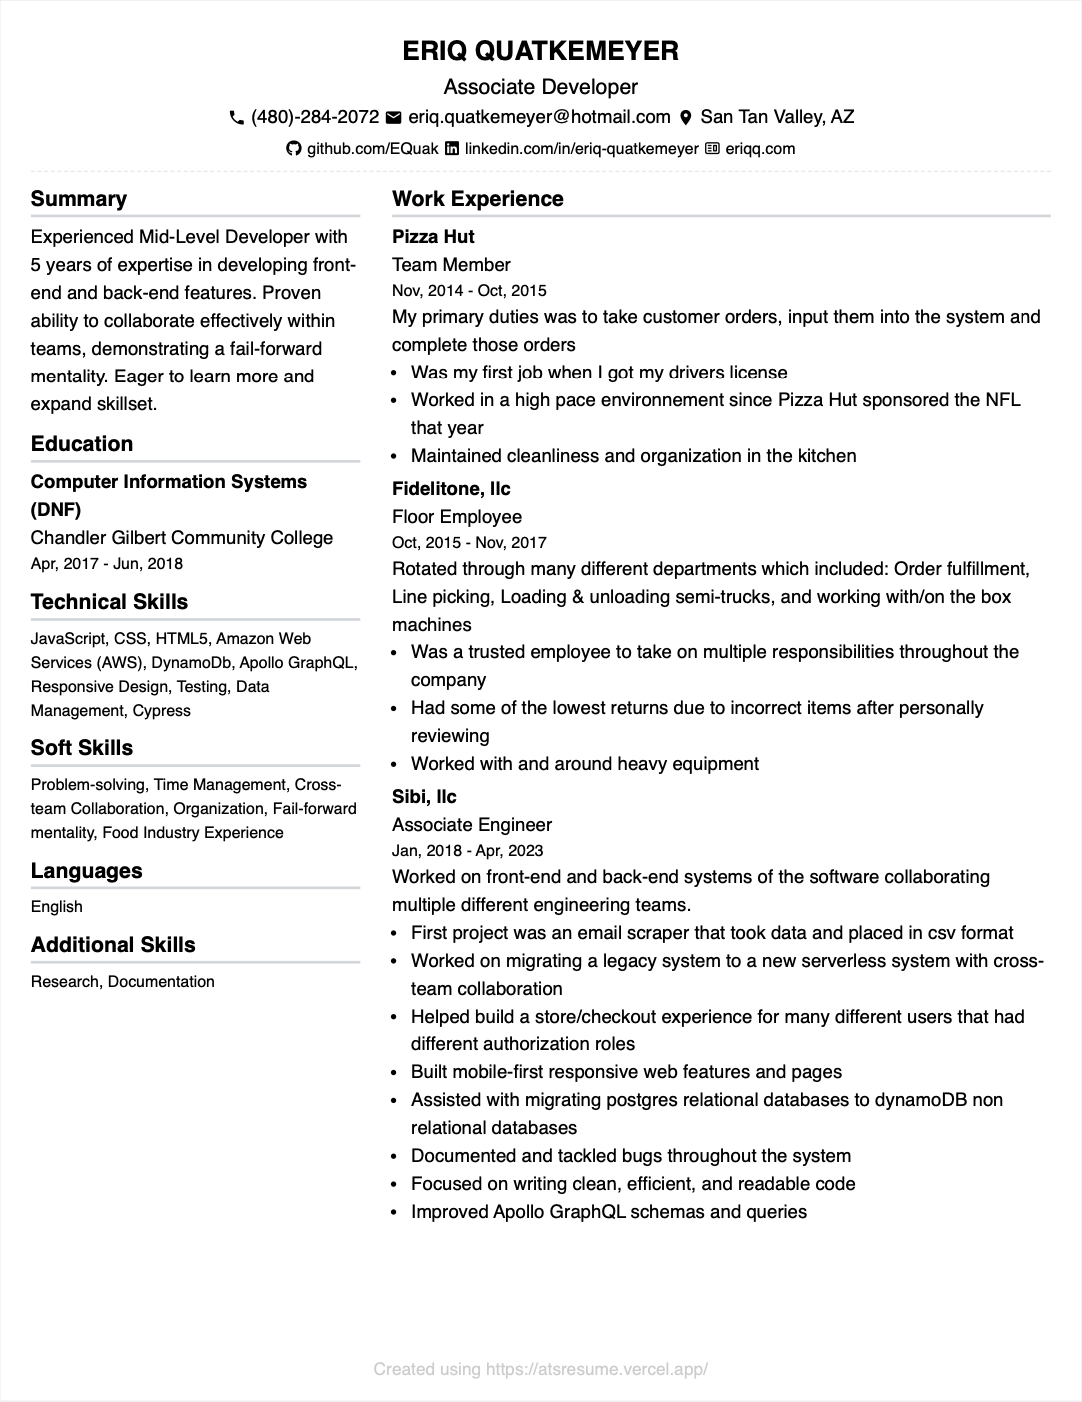 ERIQ QUATKEMEYER
Associate Developer
(480)-284-2072 eriq.quatkemeyer@hotmail.com San Tan Valley, AZ
github.com/EQuak linkedin.com/in/eriq-quatkemeyer eriqq.com
Summary
Experienced Mid-Level Developer with
5 years of expertise in developing front-
end and back-end features. Proven
ability to collaborate effectively within
teams, demonstrating a fail-forward
mentality. Eager to learn more and
expand skillset.
Education
Computer Information Systems
(DNF)
Chandler Gilbert Community College
Apr, 2017 - Jun, 2018
Technical Skills
JavaScript, CSS, HTML5, Amazon Web
Services (AWS), DynamoDb, Apollo GraphQL,
Responsive Design, Testing, Data
Management, Cypress
Soft Skills
Problem-solving, Time Management, Cross-
team Collaboration, Organization, Fail-forward
mentality, Food Industry Experience
Languages
English
Additional Skills
Research, Documentation
Work Experience
Pizza Hut
Team Member
Nov, 2014 - Oct, 2015
My primary duties was to take customer orders, input them into the system and
complete those orders
• Was my first job when I got my drivers license
• Worked in a high pace environnement since Pizza Hut sponsored the NFL
that year
• Maintained cleanliness and organization in the kitchen
Fidelitone, llc
Floor Employee
Oct, 2015 - Nov, 2017
Rotated through many different departments which included: Order fulfillment,
Line picking, Loading & unloading semi-trucks, and working with/on the box
machines
• Was a trusted employee to take on multiple responsibilities throughout the
company
• Had some of the lowest returns due to incorrect items after personally
reviewing
• Worked with and around heavy equipment
Sibi, llc
Associate Engineer
Jan, 2018 - Apr, 2023
Worked on front-end and back-end systems of the software collaborating
multiple different engineering teams.
• First project was an email scraper that took data and placed in csv format
• Worked on migrating a legacy system to a new serverless system with cross-
team collaboration
• Helped build a store/checkout experience for many different users that had
different authorization roles
• Built mobile-first responsive web features and pages
• Assisted with migrating postgres relational databases to dynamoDB non
relational databases
• Documented and tackled bugs throughout the system
• Focused on writing clean, efficient, and readable code
• Improved Apollo GraphQL schemas and queries
Created using https://atsresume.vercel.app/